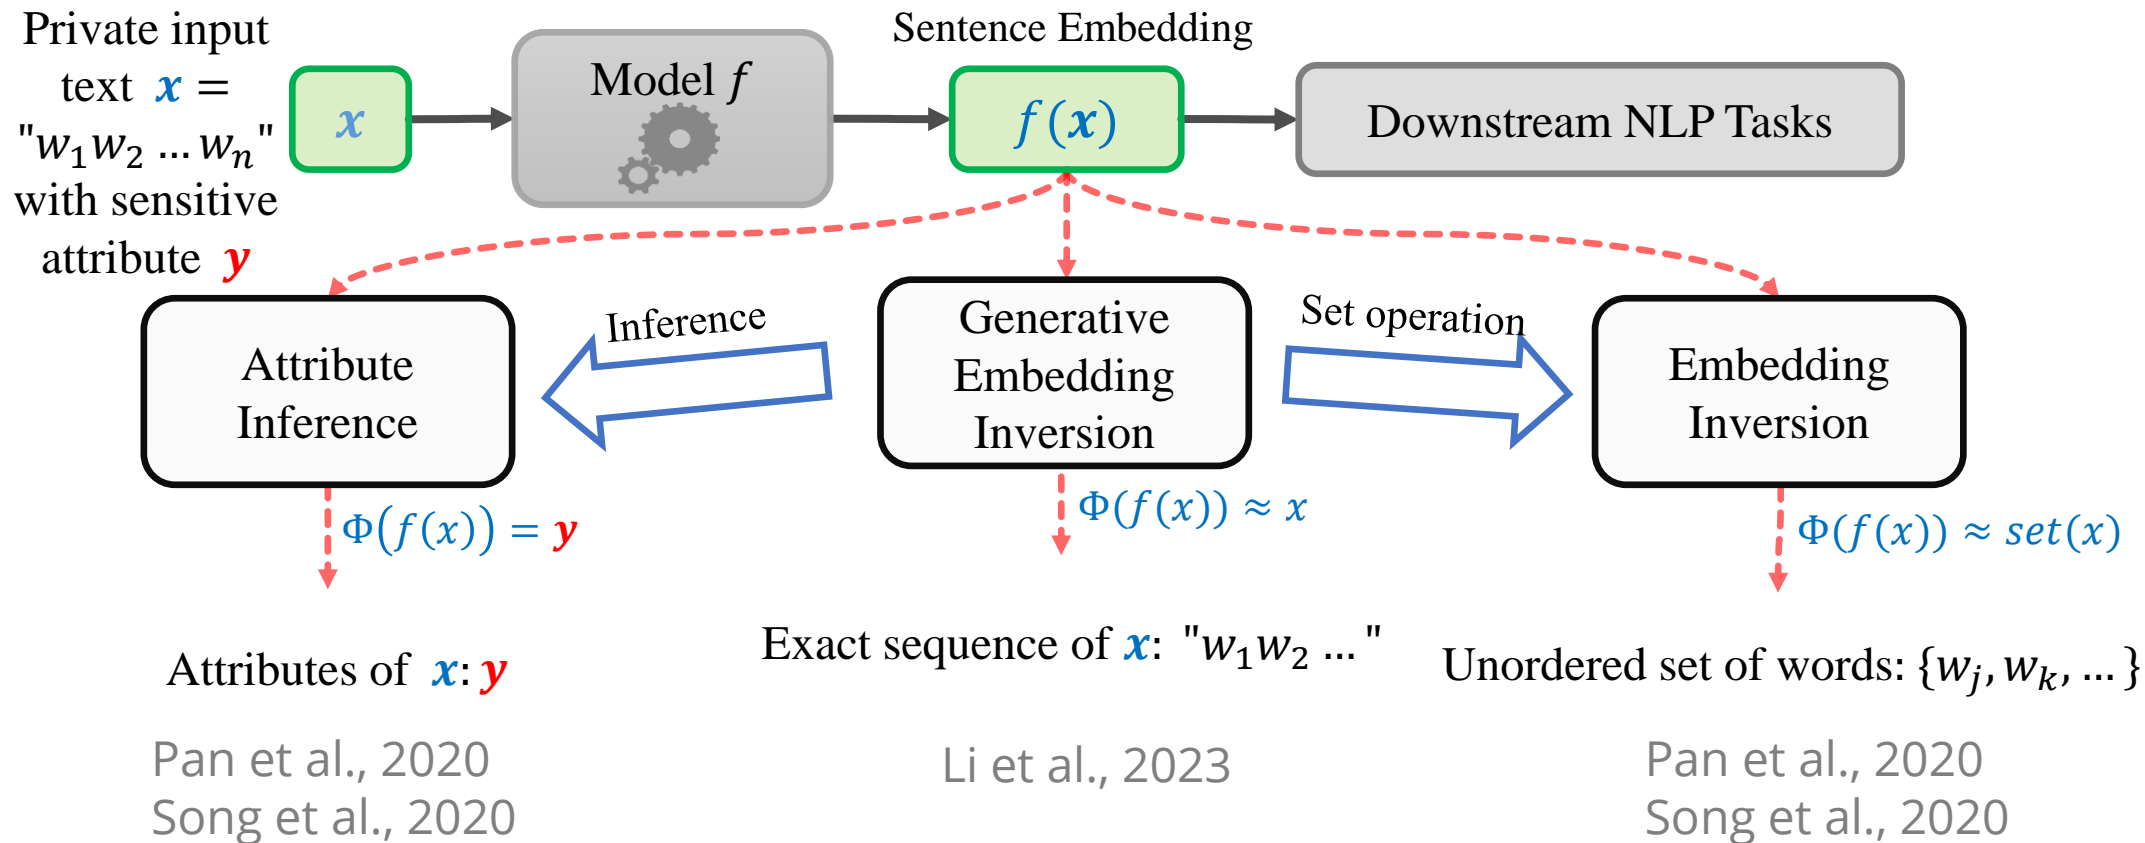 Private input
text x =
"w₁w₂ … wₙ"
with sensitive
attribute y
x
Model f
Sentence Embedding
f(x)
Downstream NLP Tasks
Attribute
Inference
Inference
Generative
Embedding
Inversion
Set operation
Embedding
Inversion
Φ(f(x)) = y
Φ(f(x)) ≈ x
Φ(f(x)) ≈ set(x)
Attributes of x: y
Exact sequence of x: "w₁w₂ …"
Unordered set of words: {wⱼ, wₖ, … }
Pan et al., 2020
Song et al., 2020
Li et al., 2023
Pan et al., 2020
Song et al., 2020